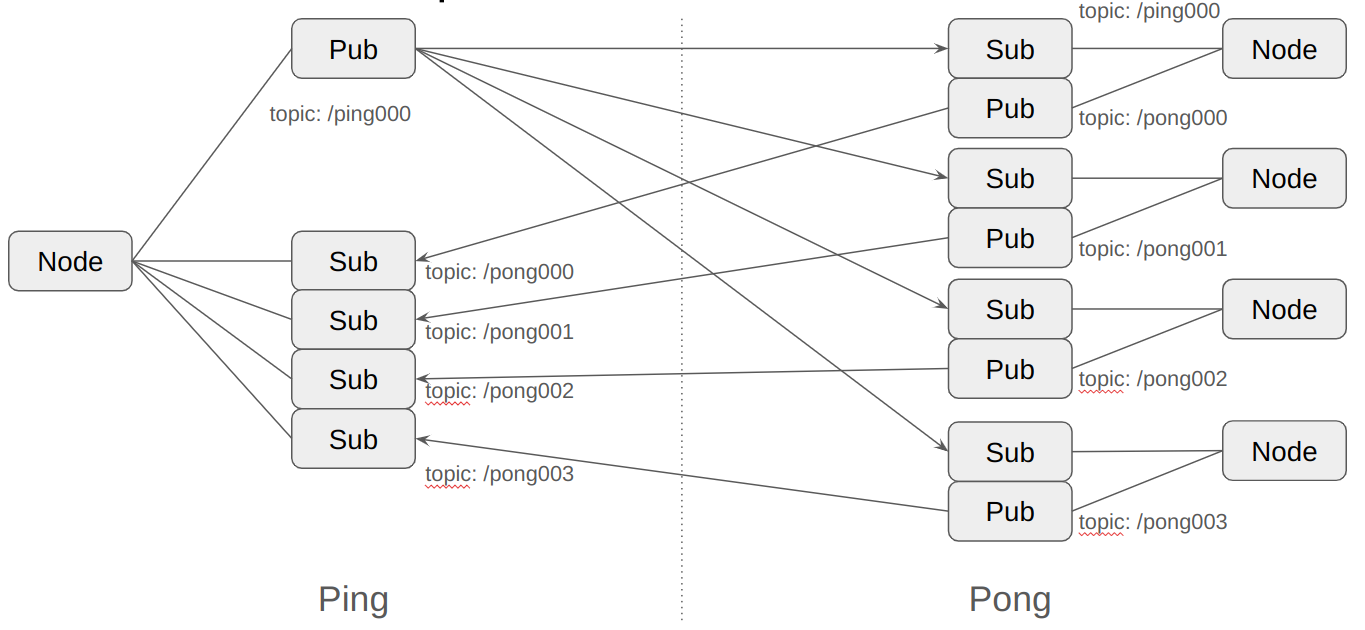 topic: /ping000
Pub
Sub
Node
Pub
topic: /ping000
topic: /pong000
Sub
Node
Node
Sub
Pub
topic: /pong001
topic: /pong000
Sub
topic: /pong001
Sub
Node
Sub
Pub
topic: /pong002
topic: /pong002
Sub
Sub
Node
topic: /pong003
Pub
topic: /pong003
Ping
Pong